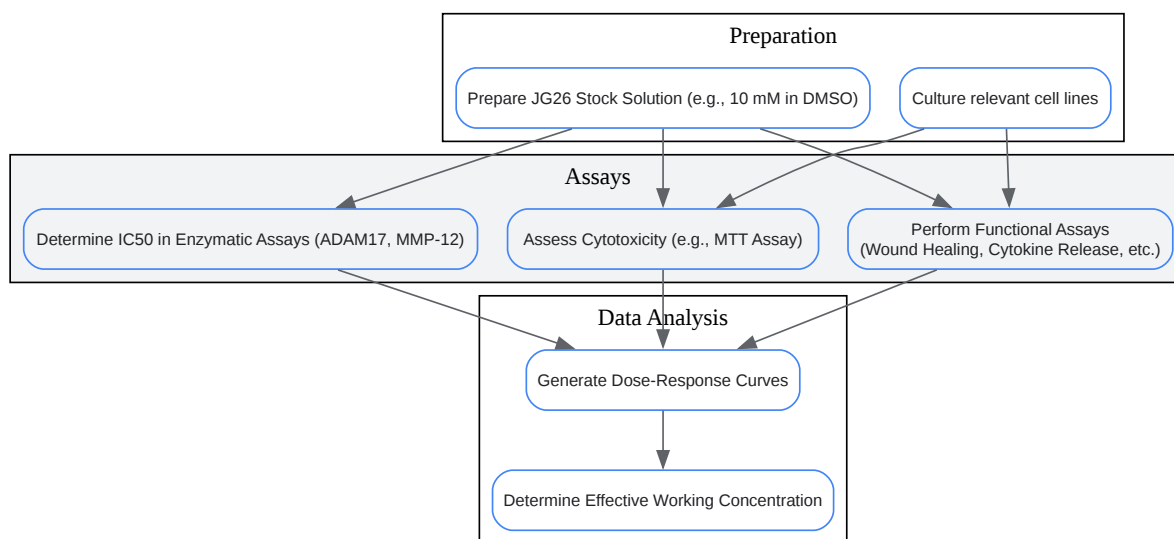 Preparation
Prepare JG26 Stock Solution (e.g., 10 mM in DMSO)
Culture relevant cell lines
Assays
Determine IC50 in Enzymatic Assays (ADAM17, MMP-12)
Assess Cytotoxicity (e.g., MTT Assay)
Perform Functional Assays
(Wound Healing, Cytokine Release, etc.)
Data Analysis
Generate Dose-Response Curves
Determine Effective Working Concentration